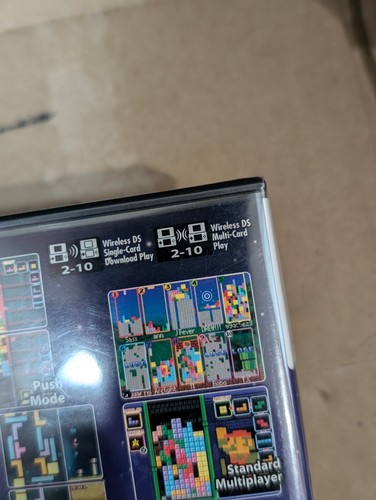 Wireless DS
Single-Card
Download Play
2-10
Wireless DS
Multi-Card
Play
2-10
Push
Mode
Standard
Multiplayer